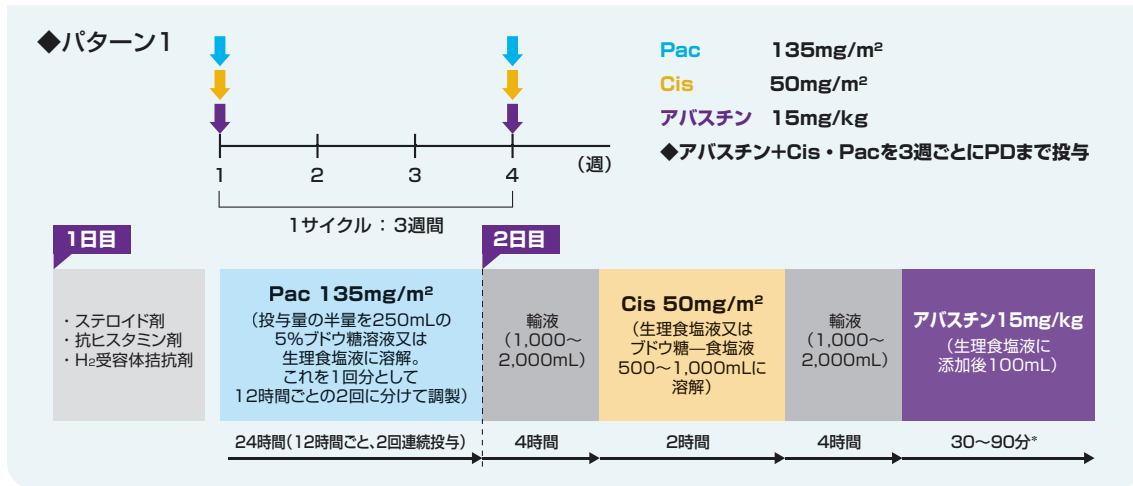 ◆パターン1
Pac 135mg/m²
Cis 50mg/m²
アバスチン 15mg/kg
◆アバスチン+Cis・Pacを3週ごとにPDまで投与
1 2 3 4 (週)
1サイクル：3週間
1日目
2日目
・ステロイド剤
・抗ヒスタミン剤
・H₂受容体拮抗剤
Pac 135mg/m²
(投与量の半量を250mLの
5%ブドウ糖溶液又は
生理食塩液に溶解。
これを1回分として
12時間ごとの2回に分けて調製)
輸液
(1,000〜
2,000mL)
Cis 50mg/m²
(生理食塩液又は
ブドウ糖―食塩液
500〜1,000mLに
溶解)
輸液
(1,000〜
2,000mL)
アバスチン15mg/kg
(生理食塩液に
添加後100mL)
24時間(12時間ごと、2回連続投与)
4時間
2時間
4時間
30〜90分*